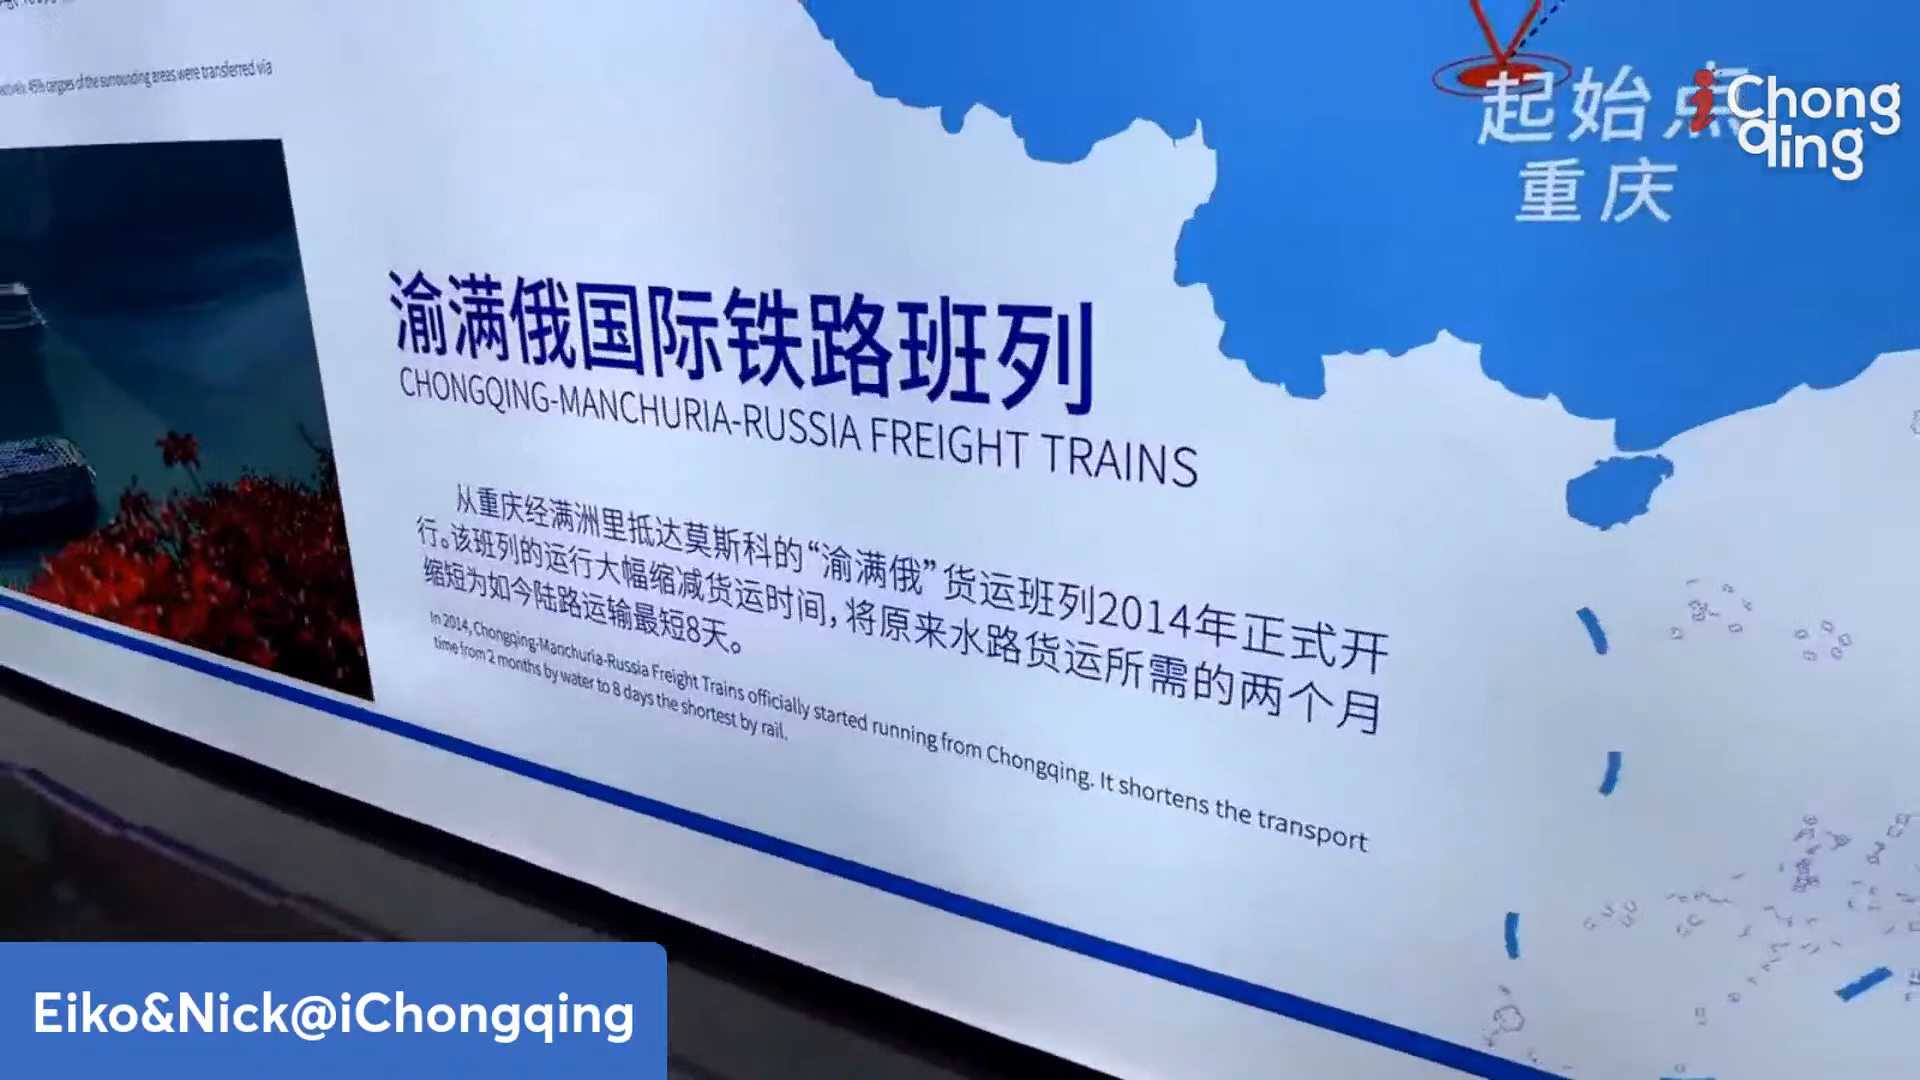 45% cargoes of the surrounding areas were transferred via
起始点
重庆
iChong
qing
渝满俄国际铁路班列
CHONGQING-MANCHURIA-RUSSIA FREIGHT TRAINS
从重庆经满洲里抵达莫斯科的“渝满俄”货运班列2014年正式开
行。该班列的运行大幅缩减货运时间，将原来水路货运所需的两个月
缩短为如今陆路运输最短8天。
In 2014, Chongqing-Manchuria-Russia Freight Trains officially started running from Chongqing. It shortens the transport
time from 2 months by water to 8 days the shortest by rail.
Eiko&Nick@iChongqing